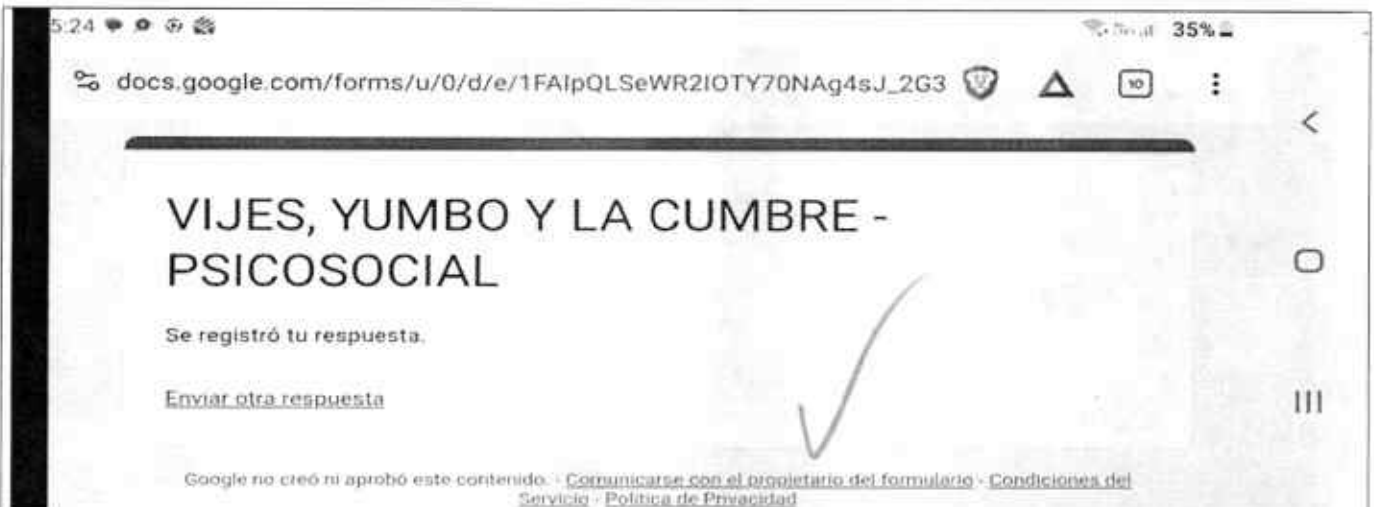 5:24 35%
docs.google.com/forms/u/0/d/e/1FAIpQLSeWR2IOTY70NAg4sJ_2G3 10
VIJES, YUMBO Y LA CUMBRE -
PSICOSOCIAL
Se registró tu respuesta.
Enviar otra respuesta
Google no creó ni aprobó este contenido. - Comunicarse con el propietario del formulario - Condiciones del
Servicio - Política de Privacidad